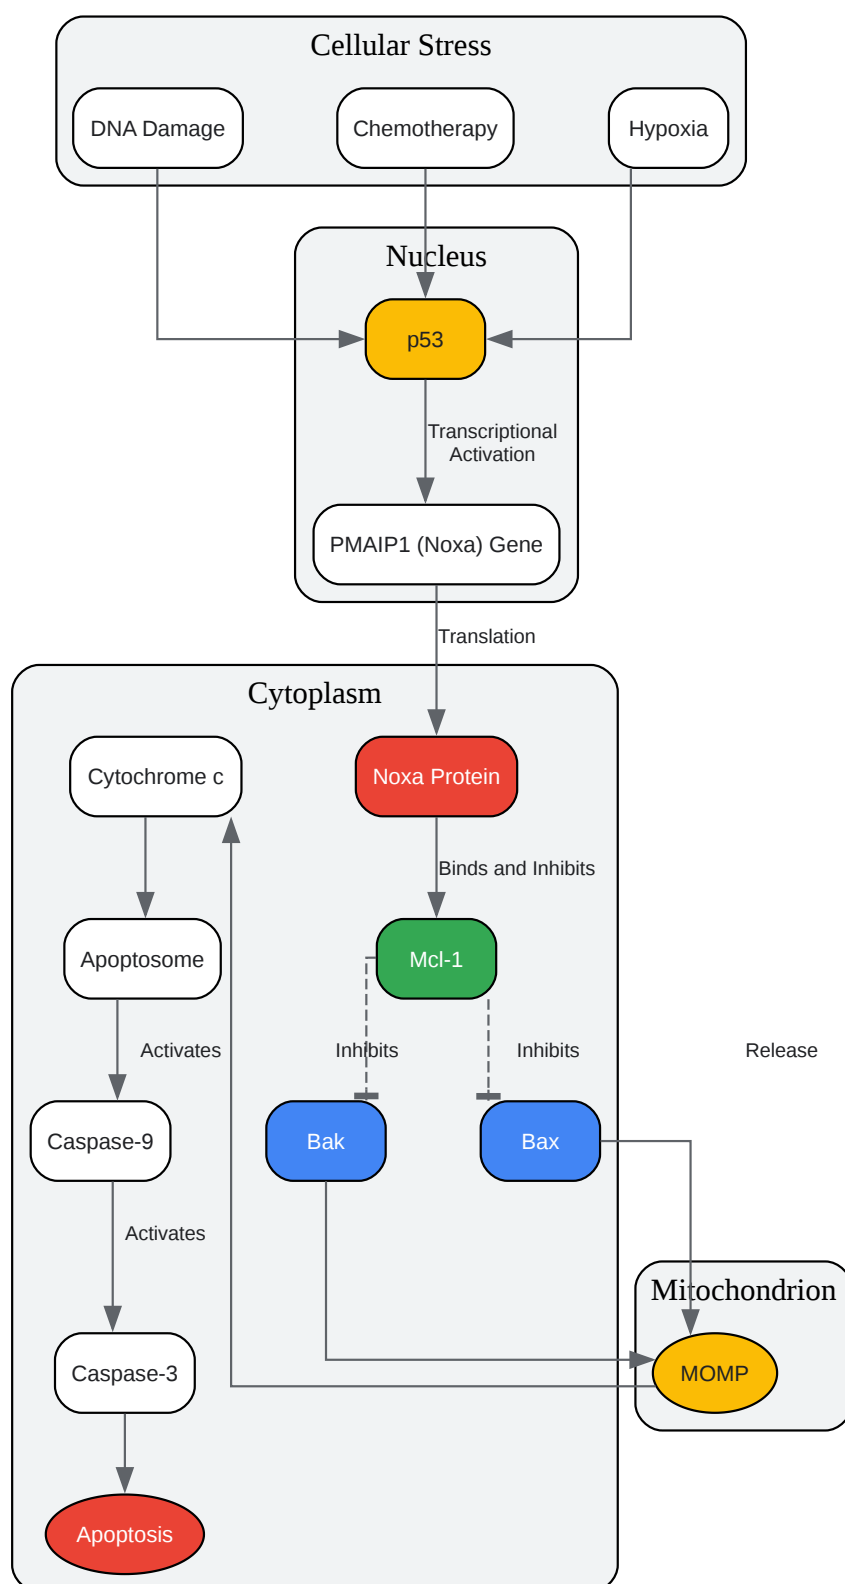 Cellular Stress
DNA Damage
Chemotherapy
Hypoxia
Nucleus
p53
Transcriptional
Activation
PMAIP1 (Noxa) Gene
Translation
Cytoplasm
Cytochrome c
Noxa Protein
Binds and Inhibits
Apoptosome
Mcl-1
Activates
Inhibits
Inhibits
Release
Caspase-9
Bak
Bax
Activates
Mitochondrion
Caspase-3
MOMP
Apoptosis